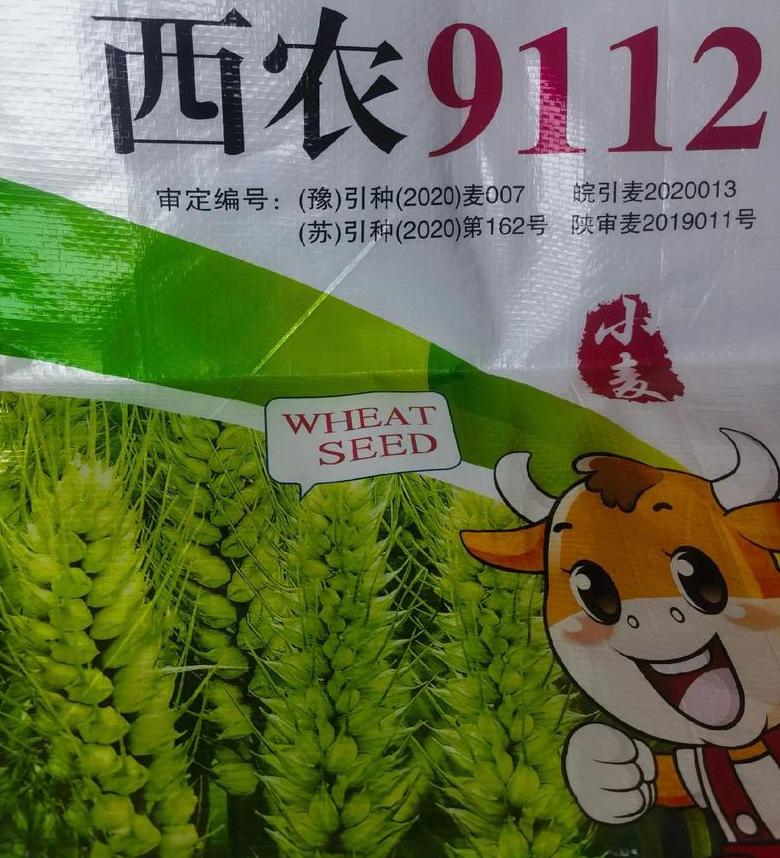 西农9112
审定编号：(豫)引种(2020)麦007 皖引麦2020013
(苏)引种(2020)第162号 陕审麦2019011号
小麦
WHEAT
SEED